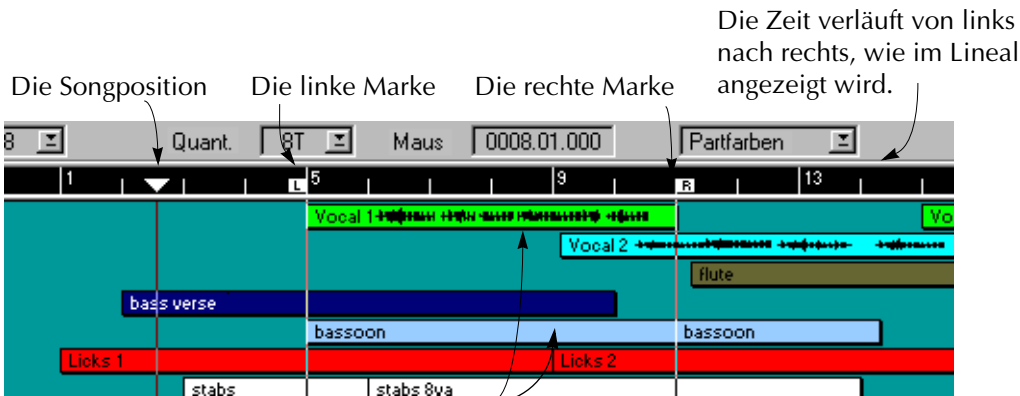 Die Zeit verläuft von links
nach rechts, wie im Lineal
angezeigt wird.
Die Songposition
Die linke Marke
Die rechte Marke
8 Quant. 8T Maus 0008.01.000 Partfarben
1 L 5 9 R 13
Vocal 1 Vo
Vocal 2
flute
bass verse
bassoon bassoon
Licks 1 Licks 2
stabs stabs 8va